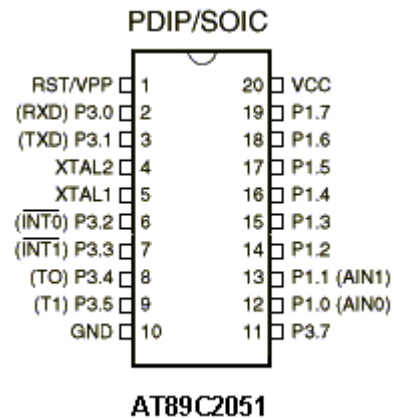 PDIP/SOIC
RST/VPP 1 20 VCC
(RXD) P3.0 2 19 P1.7
(TXD) P3.1 3 18 P1.6
XTAL2 4 17 P1.5
XTAL1 5 16 P1.4
(INT0) P3.2 6 15 P1.3
(INT1) P3.3 7 14 P1.2
(TO) P3.4 8 13 P1.1 (AIN1)
(T1) P3.5 9 12 P1.0 (AIN0)
GND 10 11 P3.7
AT89C2051